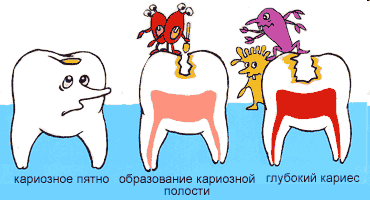 кариозное пятно
образование кариозной
полости
глубокий кариес